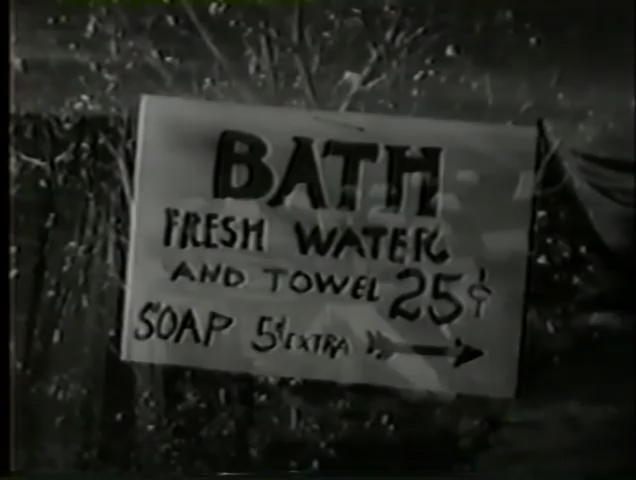 BATH
FRESH WATER
AND TOWEL 25¢
SOAP 5¢ EXTRA